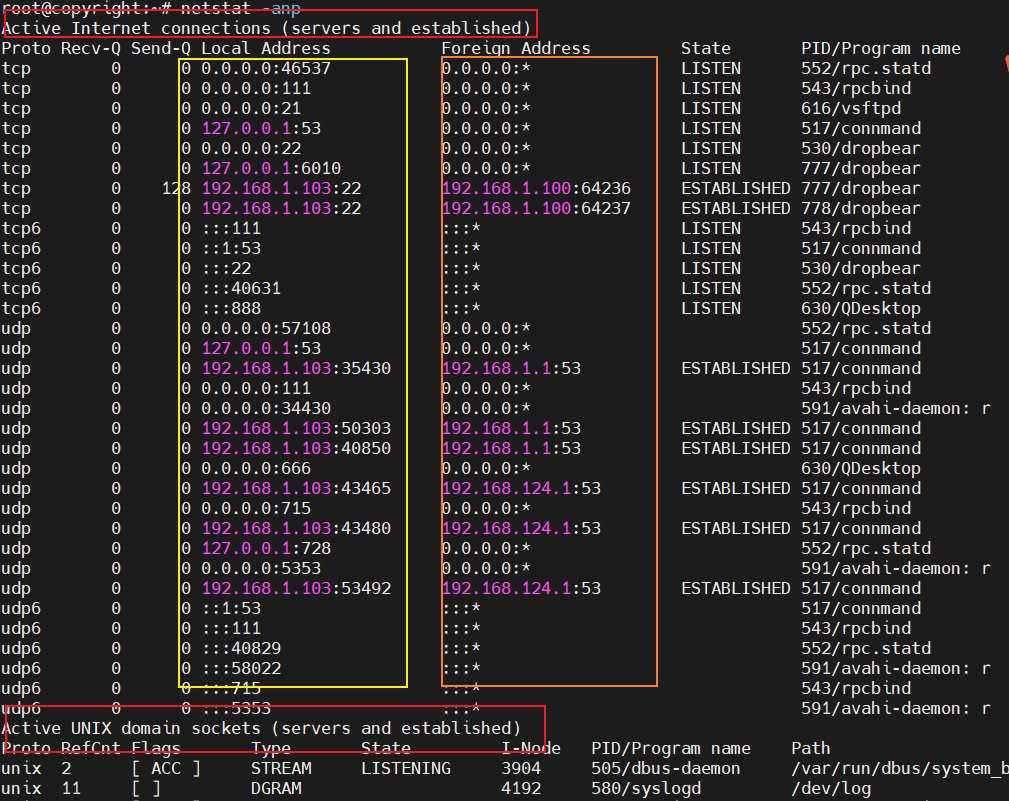 root@copyright:~# netstat -anp
Active Internet connections (servers and established)
Proto Recv-Q Send-Q Local Address           Foreign Address         State       PID/Program name
tcp        0      0 0.0.0.0:46537           0.0.0.0:*               LISTEN      552/rpc.statd
tcp        0      0 0.0.0.0:111             0.0.0.0:*               LISTEN      543/rpcbind
tcp        0      0 0.0.0.0:21              0.0.0.0:*               LISTEN      616/vsftpd
tcp        0      0 127.0.0.1:53            0.0.0.0:*               LISTEN      517/connmand
tcp        0      0 0.0.0.0:22              0.0.0.0:*               LISTEN      530/dropbear
tcp        0      0 127.0.0.1:6010          0.0.0.0:*               LISTEN      777/dropbear
tcp        0    128 192.168.1.103:22        192.168.1.100:64236     ESTABLISHED 777/dropbear
tcp        0      0 192.168.1.103:22        192.168.1.100:64237     ESTABLISHED 778/dropbear
tcp6       0      0 :::111                  :::*                    LISTEN      543/rpcbind
tcp6       0      0 ::1:53                  :::*                    LISTEN      517/connmand
tcp6       0      0 :::22                   :::*                    LISTEN      530/dropbear
tcp6       0      0 :::40631                :::*                    LISTEN      552/rpc.statd
tcp6       0      0 :::888                  :::*                    LISTEN      630/QDesktop
udp        0      0 0.0.0.0:57108           0.0.0.0:*                           552/rpc.statd
udp        0      0 127.0.0.1:53            0.0.0.0:*                           517/connmand
udp        0      0 192.168.1.103:35430     192.168.1.1:53          ESTABLISHED 517/connmand
udp        0      0 0.0.0.0:111             0.0.0.0:*                           543/rpcbind
udp        0      0 0.0.0.0:34430           0.0.0.0:*                           591/avahi-daemon: r
udp        0      0 192.168.1.103:50303     192.168.1.1:53          ESTABLISHED 517/connmand
udp        0      0 192.168.1.103:40850     192.168.1.1:53          ESTABLISHED 517/connmand
udp        0      0 0.0.0.0:666             0.0.0.0:*                           630/QDesktop
udp        0      0 192.168.1.103:43465     192.168.124.1:53        ESTABLISHED 517/connmand
udp        0      0 0.0.0.0:715             0.0.0.0:*                           543/rpcbind
udp        0      0 192.168.1.103:43480     192.168.124.1:53        ESTABLISHED 517/connmand
udp        0      0 127.0.0.1:728           0.0.0.0:*                           552/rpc.statd
udp        0      0 0.0.0.0:5353            0.0.0.0:*                           591/avahi-daemon: r
udp        0      0 192.168.1.103:53492     192.168.124.1:53        ESTABLISHED 517/connmand
udp6       0      0 ::1:53                  :::*                                517/connmand
udp6       0      0 :::111                  :::*                                543/rpcbind
udp6       0      0 :::40829                :::*                                552/rpc.statd
udp6       0      0 :::58022                :::*                                591/avahi-daemon: r
udp6       0      0 :::715                  :::*                                543/rpcbind
udp6       0      0 :::5353                 :::*                                591/avahi-daemon: r
Active UNIX domain sockets (servers and established)
Proto RefCnt Flags       Type       State         I-Node   PID/Program name    Path
unix  2      [ ACC ]     STREAM     LISTENING     3904     505/dbus-daemon     /var/run/dbus/system_b
unix  11     [ ]         DGRAM                    4192     580/syslogd         /dev/log